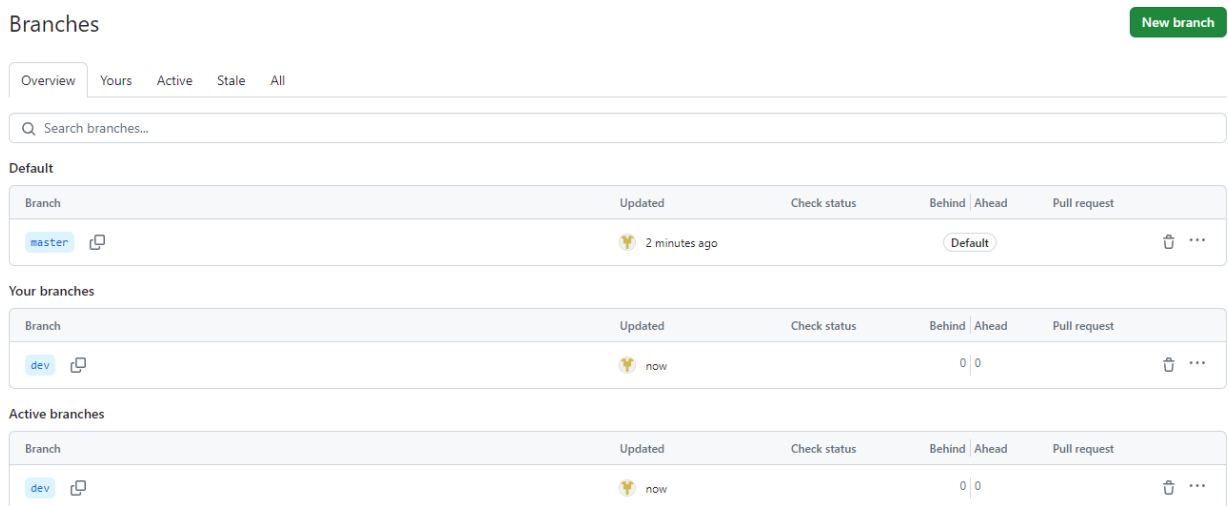 Branches
New branch
Overview Yours Active Stale All
Search branches...
Default
Branch Updated Check status Behind Ahead Pull request
master 2 minutes ago Default
Your branches
Branch Updated Check status Behind Ahead Pull request
dev now 0 0
Active branches
Branch Updated Check status Behind Ahead Pull request
dev now 0 0